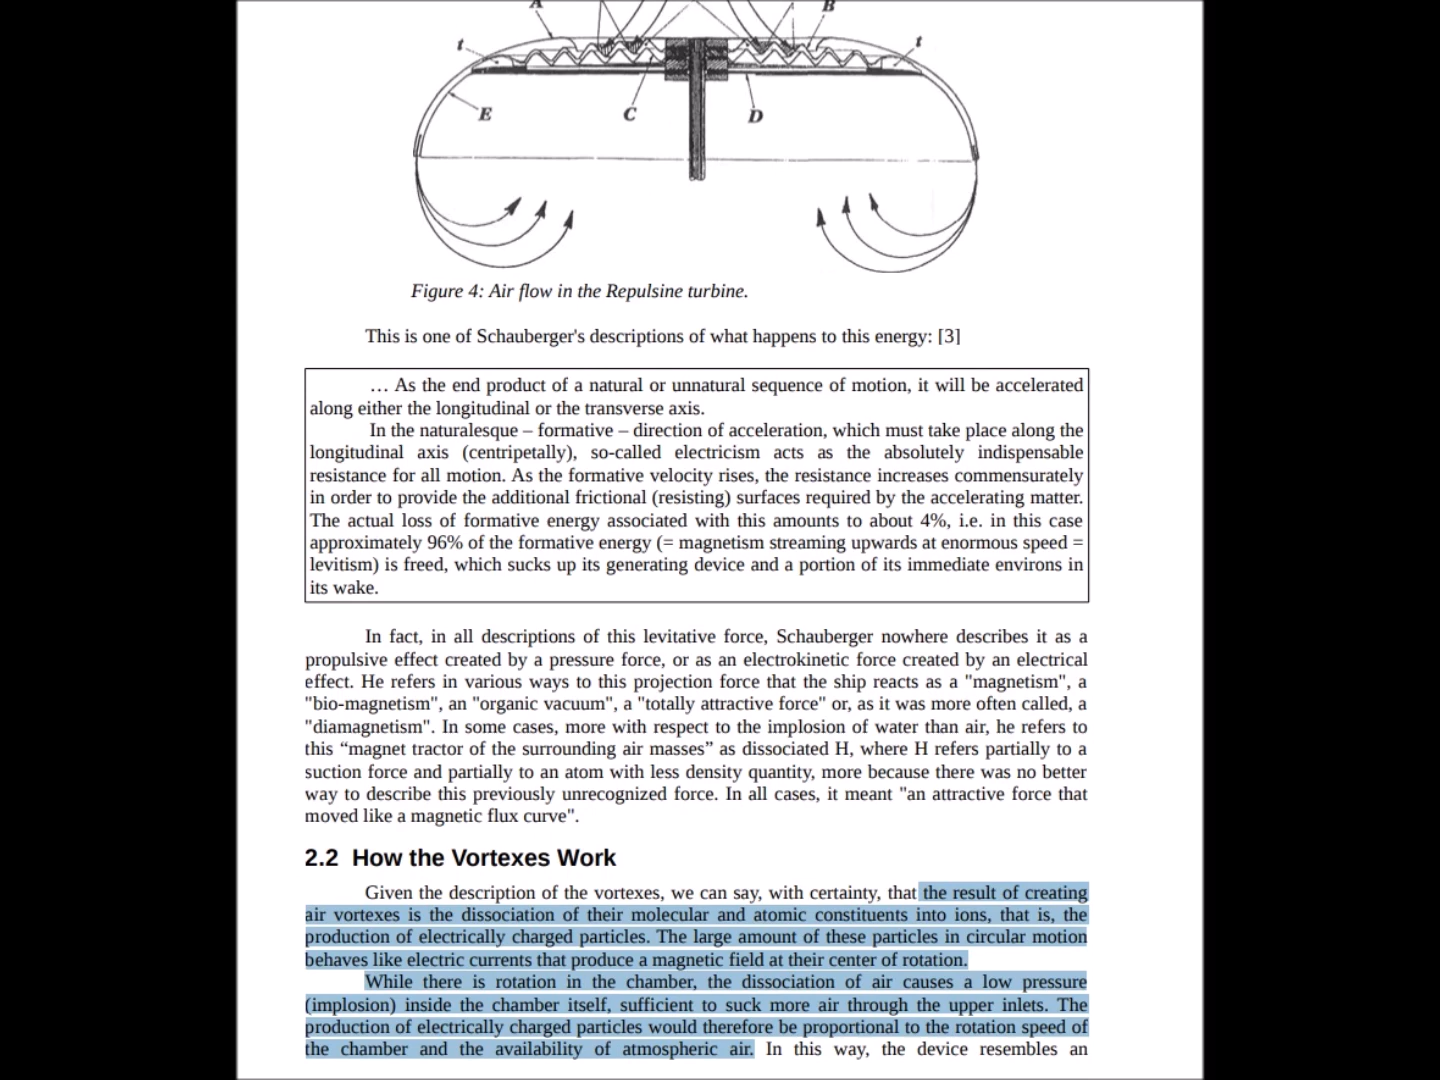 A
B
t
t
E
C
D
Figure 4: Air flow in the Repulsine turbine.
This is one of Schauberger's descriptions of what happens to this energy: [3]
… As the end product of a natural or unnatural sequence of motion, it will be accelerated
along either the longitudinal or the transverse axis.
In the naturalesque – formative – direction of acceleration, which must take place along the
longitudinal axis (centripetally), so-called electricism acts as the absolutely indispensable
resistance for all motion. As the formative velocity rises, the resistance increases commensurately
in order to provide the additional frictional (resisting) surfaces required by the accelerating matter.
The actual loss of formative energy associated with this amounts to about 4%, i.e. in this case
approximately 96% of the formative energy (= magnetism streaming upwards at enormous speed =
levitism) is freed, which sucks up its generating device and a portion of its immediate environs in
its wake.
In fact, in all descriptions of this levitative force, Schauberger nowhere describes it as a
propulsive effect created by a pressure force, or as an electrokinetic force created by an electrical
effect. He refers in various ways to this projection force that the ship reacts as a "magnetism", a
"bio-magnetism", an "organic vacuum", a "totally attractive force" or, as it was more often called, a
"diamagnetism". In some cases, more with respect to the implosion of water than air, he refers to
this “magnet tractor of the surrounding air masses” as dissociated H, where H refers partially to a
suction force and partially to an atom with less density quantity, more because there was no better
way to describe this previously unrecognized force. In all cases, it meant "an attractive force that
moved like a magnetic flux curve".
2.2 How the Vortexes Work
Given the description of the vortexes, we can say, with certainty, that the result of creating
air vortexes is the dissociation of their molecular and atomic constituents into ions, that is, the
production of electrically charged particles. The large amount of these particles in circular motion
behaves like electric currents that produce a magnetic field at their center of rotation.
While there is rotation in the chamber, the dissociation of air causes a low pressure
(implosion) inside the chamber itself, sufficient to suck more air through the upper inlets. The
production of electrically charged particles would therefore be proportional to the rotation speed of
the chamber and the availability of atmospheric air. In this way, the device resembles an